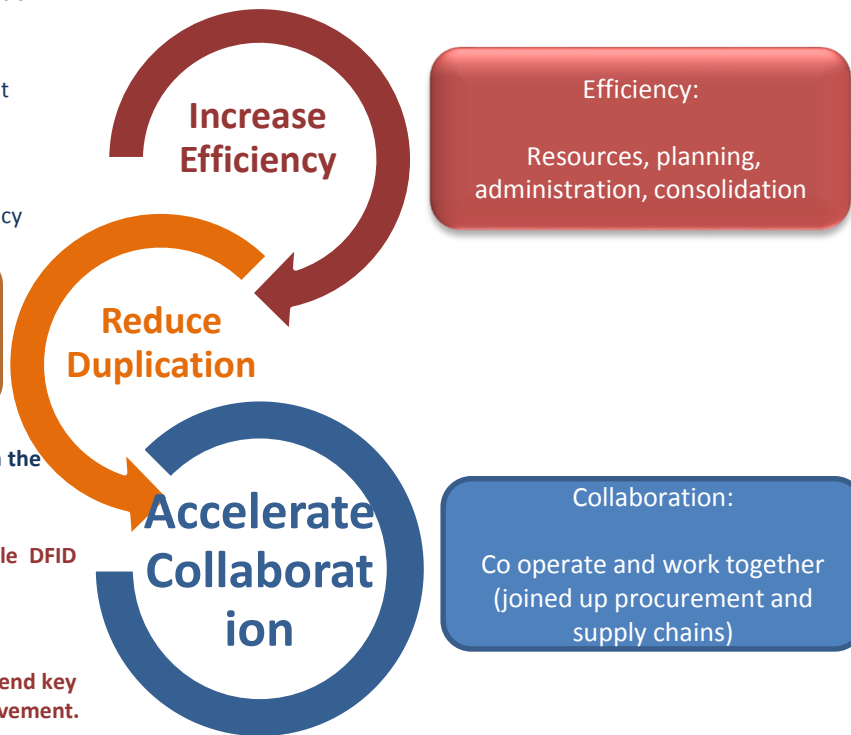 t
Increase
Efficiency
Efficiency:
Resources, planning,
administration, consolidation
cy
Reduce
Duplication
the
Accelerate
Collaborat
ion
Collaboration:
Co operate and work together
(joined up procurement and
supply chains)
le DFID
end key
vement.